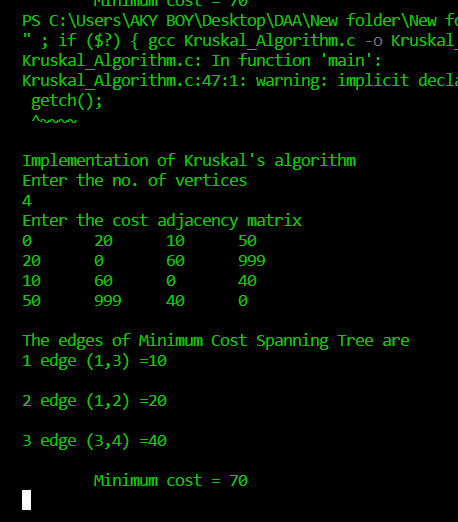 Minimum cost = 70
PS C:\Users\AKY BOY\Desktop\DAA\New folder\New fo
" ; if ($?) { gcc Kruskal_Algorithm.c -o Kruskal_
Kruskal_Algorithm.c: In function 'main':
Kruskal_Algorithm.c:47:1: warning: implicit decla
getch();
^~~~~
Implementation of Kruskal's algorithm
Enter the no. of vertices
4
Enter the cost adjacency matrix
0 20 10 50
20 0 60 999
10 60 0 40
50 999 40 0
The edges of Minimum Cost Spanning Tree are
1 edge (1,3) =10
2 edge (1,2) =20
3 edge (3,4) =40
Minimum cost = 70